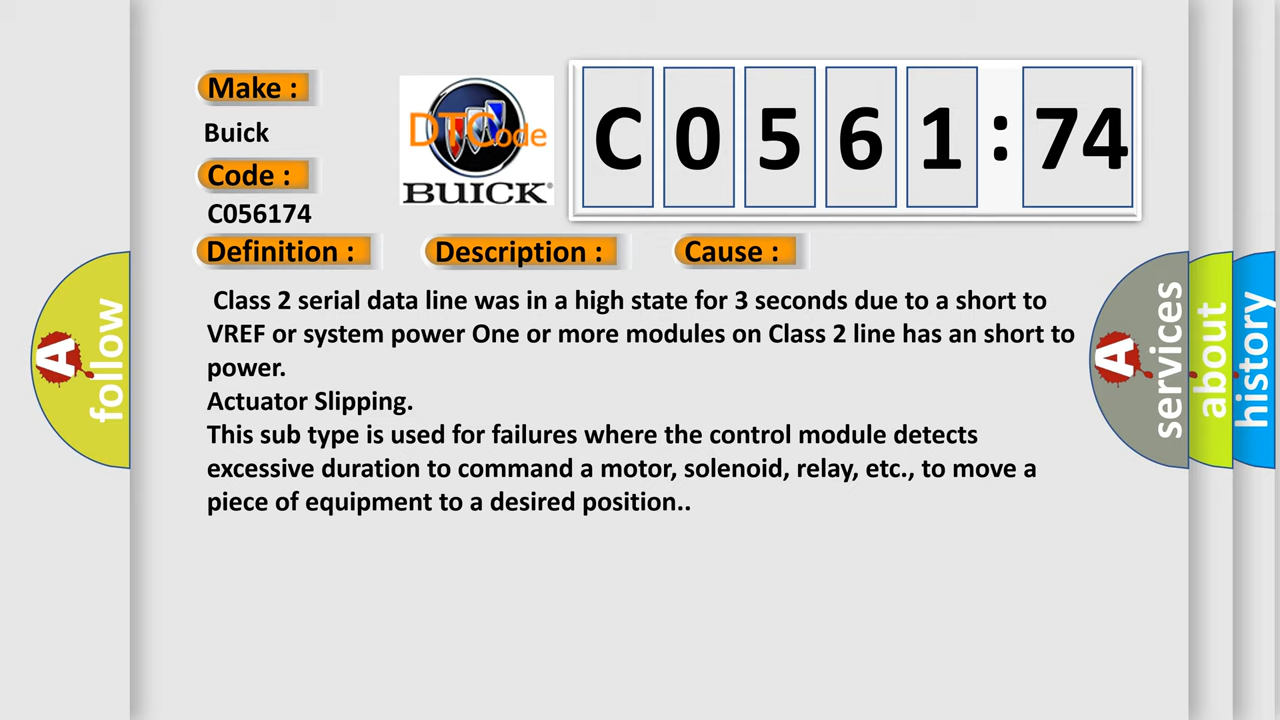 Make :
Buick
Code :
C056174
DTCode
BUICK®
C0561:74
Definition :
Description :
Cause :
Class 2 serial data line was in a high state for 3 seconds due to a short to
VREF or system power One or more modules on Class 2 line has an short to
power.
Actuator Slipping.
This sub type is used for failures where the control module detects
excessive duration to command a motor, solenoid, relay, etc., to move a
piece of equipment to a desired position..
A follow
A services
about
history